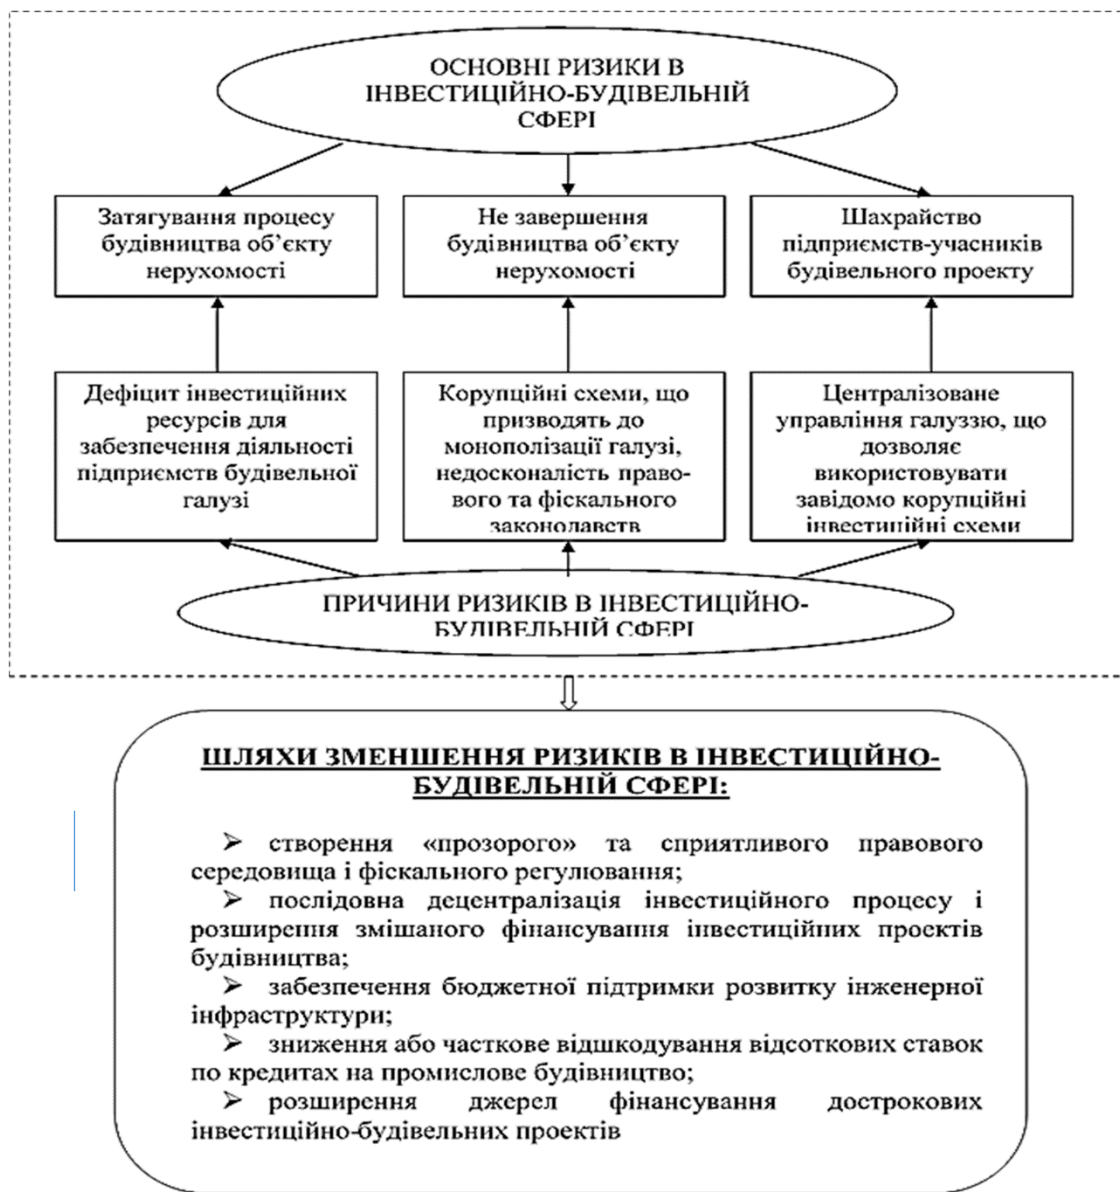 ОСНОВНІ РИЗИКИ В
ІНВЕСТИЦІЙНО-БУДІВЕЛЬНІЙ
СФЕРІ
Затягування процесу
будівництва об’єкту
нерухомості
Не завершення
будівництва об’єкту
нерухомості
Шахрайство
підприємств-учасників
будівельного проекту
Дефіцит інвестиційних
ресурсів для
забезпечення діяльності
підприємств будівельної
галузі
Корупційні схеми, що
призводять до
монополізації галузі,
недосконалість право-
вого та фіскального
законодавств
Централізоване
управління галуззю, що
дозволяє
використовувати
завідомо корупційні
інвестиційні схеми
ПРИЧИНИ РИЗИКІВ В ІНВЕСТИЦІЙНО-
БУДІВЕЛЬНІЙ СФЕРІ
ШЛЯХИ ЗМЕНШЕННЯ РИЗИКІВ В ІНВЕСТИЦІЙНО-
БУДІВЕЛЬНІЙ СФЕРІ:
➢ створення «прозорого» та сприятливого правового
середовища і фіскального регулювання;
➢ послідовна децентралізація інвестиційного процесу і
розширення змішаного фінансування інвестиційних проектів
будівництва;
➢ забезпечення бюджетної підтримки розвитку інженерної
інфраструктури;
➢ зниження або часткове відшкодування відсоткових ставок
по кредитах на промислове будівництво;
➢ розширення джерел фінансування дострокових
інвестиційно-будівельних проектів